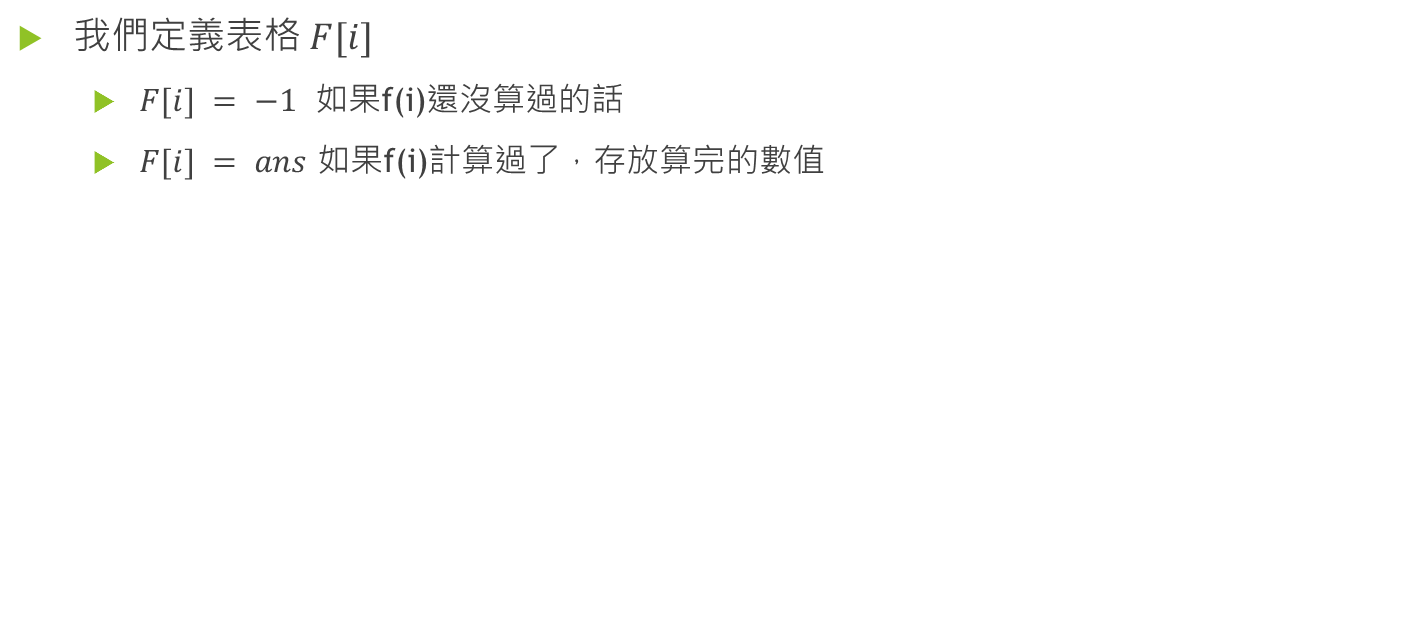 我們定義表格 F[i]
F[i] = −1 如果f(i)還沒算過的話
F[i] = ans 如果f(i)計算過了，存放算完的數值